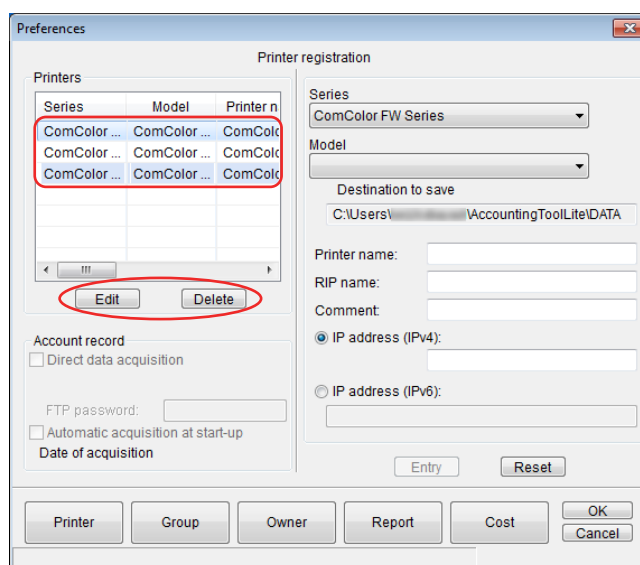 Preferences
Printer registration
Printers
Series Model Printer n
ComColor ... ComColor ... ComColo
ComColor ... ComColor ... ComColo
ComColor ... ComColor ... ComColo
Edit Delete
Account record
Direct data acquisition
FTP password:
Automatic acquisition at start-up
Date of acquisition
Series
ComColor FW Series
Model
Destination to save
C:\Users\ \AccountingToolLite\DATA
Printer name:
RIP name:
Comment:
IP address (IPv4):
IP address (IPv6):
Entry Reset
Printer Group Owner Report Cost
OK
Cancel